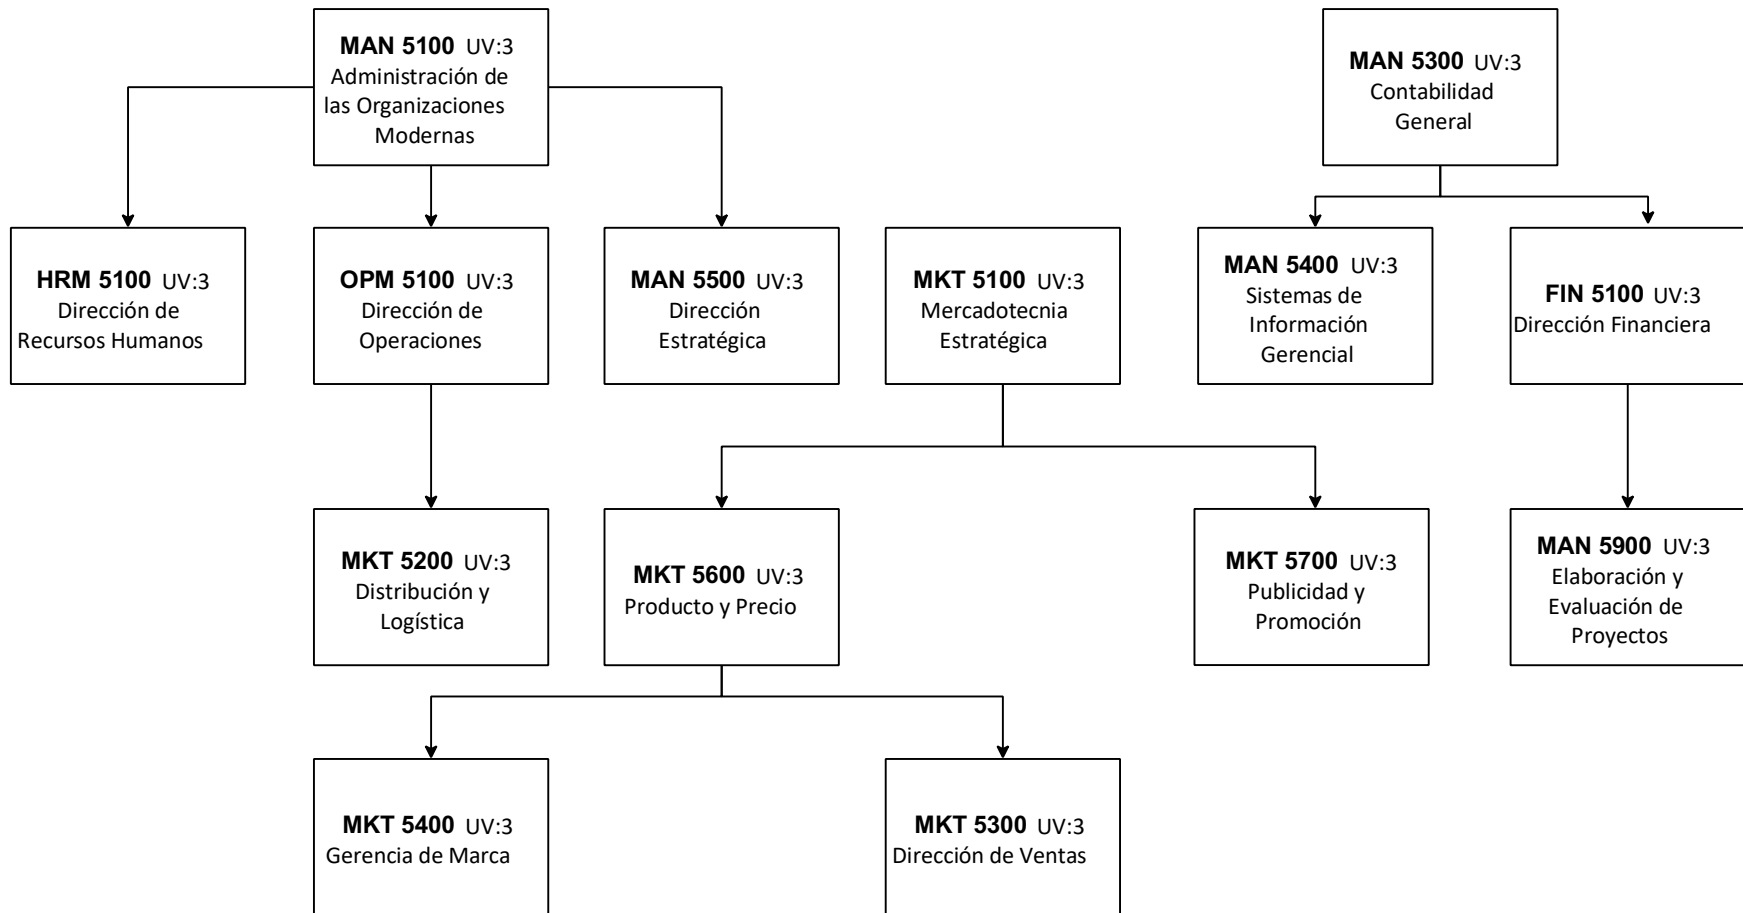 MAN 5100 UV:3
Administración de
las Organizaciones
Modernas
MAN 5300 UV:3
Contabilidad
General
HRM 5100 UV:3
Dirección de
Recursos Humanos
OPM 5100 UV:3
Dirección de
Operaciones
MAN 5500 UV:3
Dirección
Estratégica
MKT 5100 UV:3
Mercadotecnia
Estratégica
MAN 5400 UV:3
Sistemas de
Información
Gerencial
FIN 5100 UV:3
Dirección Financiera
MKT 5200 UV:3
Distribución y
Logística
MKT 5600 UV:3
Producto y Precio
MKT 5700 UV:3
Publicidad y
Promoción
MAN 5900 UV:3
Elaboración y
Evaluación de
Proyectos
MKT 5400 UV:3
Gerencia de Marca
MKT 5300 UV:3
Dirección de Ventas